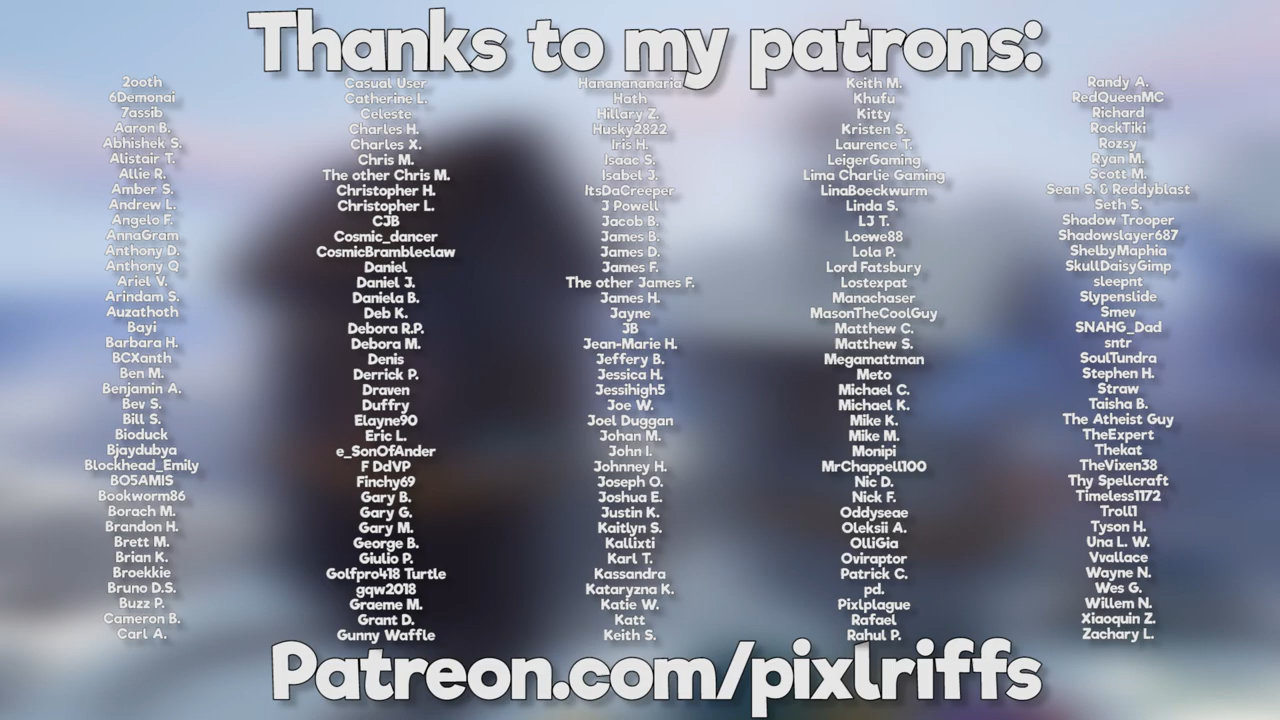 Thanks to my patrons:
2ooth
6Demonai
7assib
Aaron B.
Abhishek S.
Alistair T.
Allie R.
Amber S.
Andrew L.
Angelo F.
AnnaGram
Anthony D.
Anthony Q
Ariel V.
Arindam S.
Auzathoth
Bayi
Barbara H.
BCXanth
Ben M.
Benjamin A.
Bev S.
Bill S.
Bioduck
Bjaydubya
Blockhead_Emily
BO5AMIS
Bookworm86
Borach M.
Brandon H.
Brett M.
Brian K.
Broekkie
Bruno D.S.
Buzz P.
Cameron B.
Carl A.
Casual User
Catherine L.
Celeste
Charles H.
Charles X.
Chris M.
The other Chris M.
Christopher H.
Christopher L.
CJB
Cosmic_dancer
CosmicBrambleclaw
Daniel
Daniel J.
Daniela B.
Deb K.
Debora R.P.
Debora M.
Denis
Derrick P.
Draven
Duffry
Elayne90
Eric L.
e_SonOfAnder
F DdVP
Finchy69
Gary B.
Gary G.
Gary M.
George B.
Giulio P.
Golfpro418 Turtle
gqw2018
Graeme M.
Grant D.
Gunny Waffle
Hananananaria
Hath
Hillary Z.
Husky2822
Iris H.
Isaac S.
Isabel J.
ItsDaCreeper
J Powell
Jacob B.
James B.
James D.
James F.
The other James F.
James H.
Jayne
JB
Jean-Marie H.
Jeffery B.
Jessica H.
Jessihigh5
Joe W.
Joel Duggan
Johan M.
John I.
Johnney H.
Joseph O.
Joshua E.
Justin K.
Kaitlyn S.
Kallixti
Karl T.
Kassandra
Kataryzna K.
Katie W.
Katt
Keith S.
Keith M.
Khufu
Kitty
Kristen S.
Laurence T.
LeigerGaming
Lima Charlie Gaming
LinaBoeckwurm
Linda S.
LJ T.
Loewe88
Lola P.
Lord Fatsbury
Lostexpat
Manachaser
MasonTheCoolGuy
Matthew C.
Matthew S.
Megamattman
Meto
Michael C.
Michael K.
Mike K.
Mike M.
Monipi
MrChappell100
Nic D.
Nick F.
Oddyseae
Oleksii A.
OlliGia
Oviraptor
Patrick C.
pd.
Pixlplague
Rafael
Rahul P.
Randy A.
RedQueenMC
Richard
RockTiki
Rozsy
Ryan M.
Scott M.
Sean S. & Reddyblast
Seth S.
Shadow Trooper
Shadowslayer687
ShelbyMaphia
SkullDaisyGimp
sleepnt
Slypenslide
Smev
SNAHG_Dad
sntr
SoulTundra
Stephen H.
Straw
Taisha B.
The Atheist Guy
TheExpert
Thekat
TheVixen38
Thy Spellcraft
Timeless1172
Troll1
Tyson H.
Una L. W.
Vvallace
Wayne N.
Wes G.
Willem N.
Xiaoquin Z.
Zachary L.
Patreon.com/pixlriffs